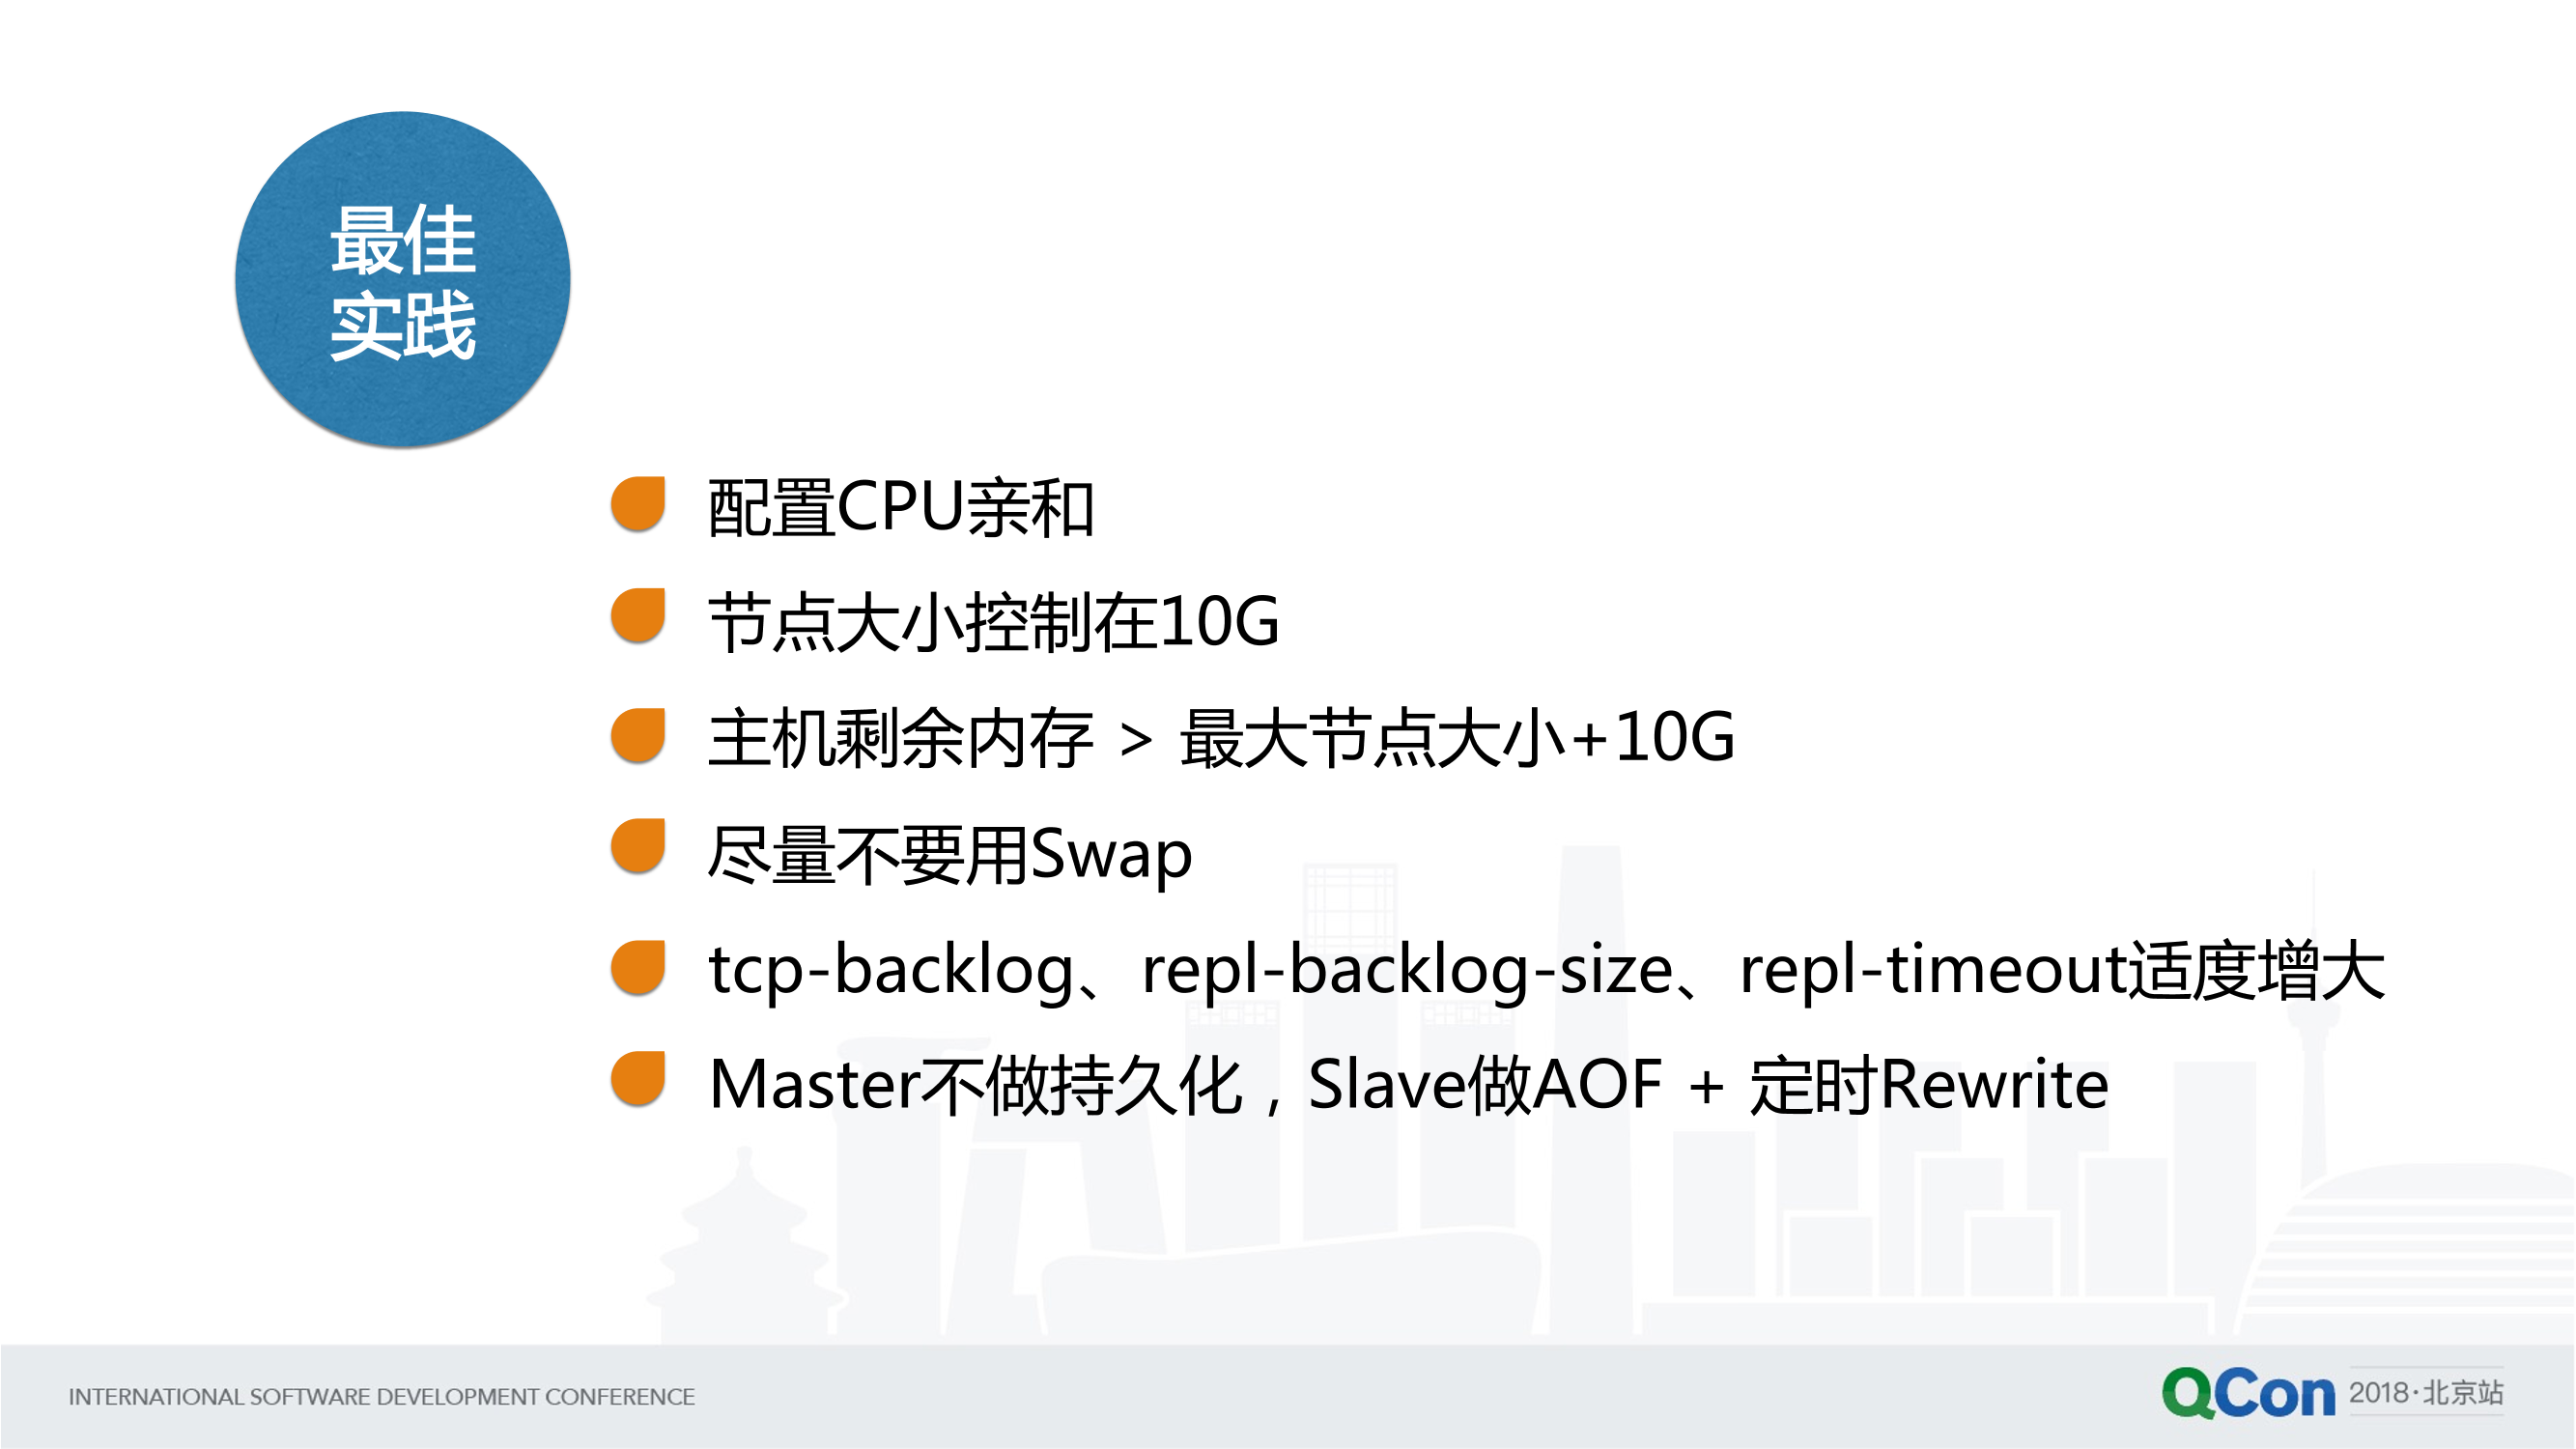 最佳
实践
配置CPU亲和
节点大小控制在10G
主机剩余内存 > 最大节点大小+10G
尽量不要用Swap
tcp-backlog、repl-backlog-size、repl-timeout适度增大
Master不做持久化，Slave做AOF + 定时Rewrite
INTERNATIONAL SOFTWARE DEVELOPMENT CONFERENCE
QCon 2018·北京站